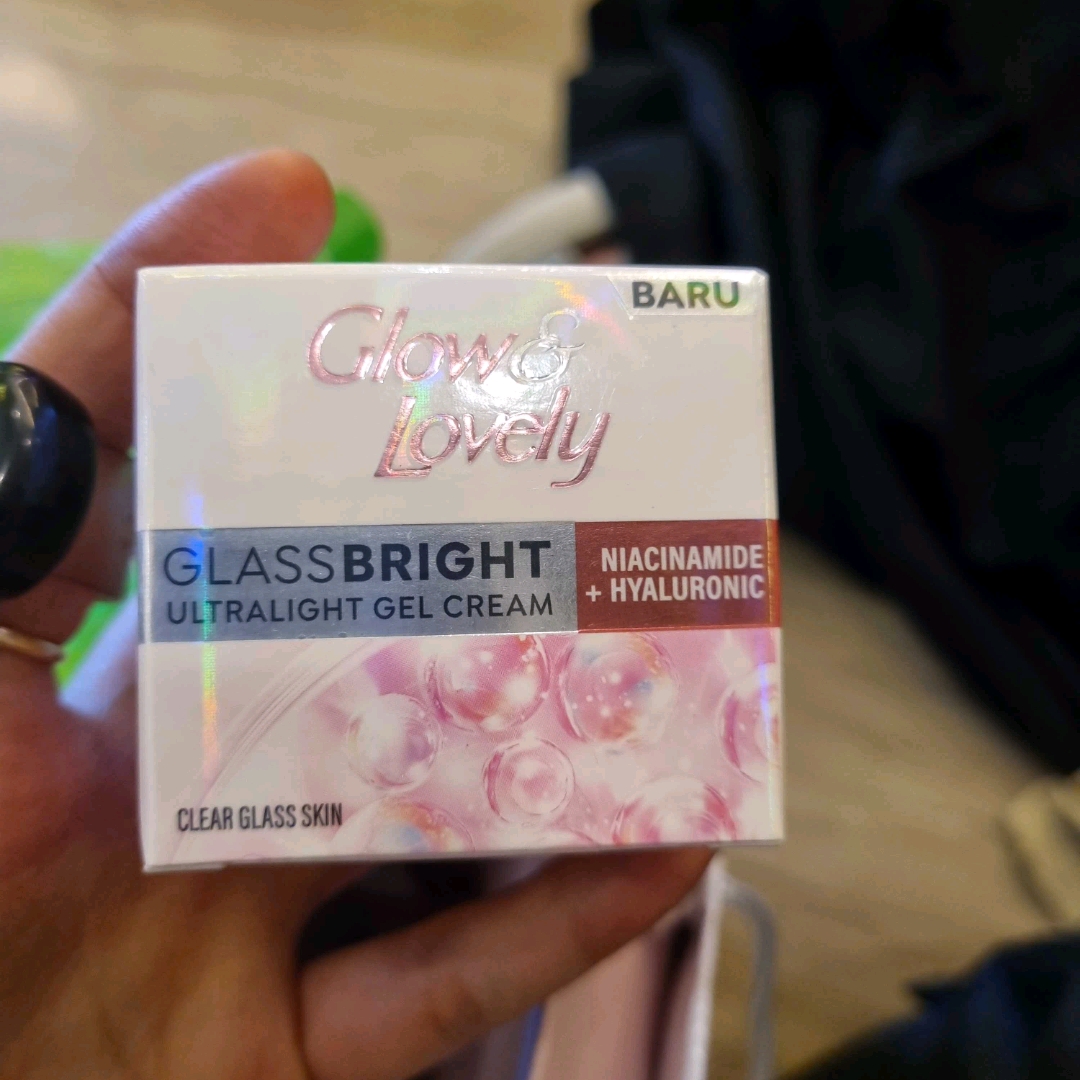 BARU
Glow &
Lovely
GLASSBRIGHT
ULTRALIGHT GEL CREAM
NIACINAMIDE
+ HYALURONIC
CLEAR GLASS SKIN